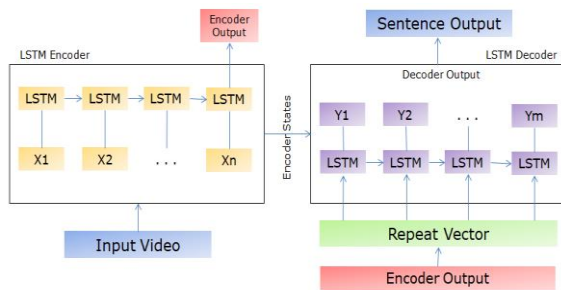 Encoder
Output
Sentence Output
LSTM Encoder
LSTM Decoder
Decoder Output
LSTM LSTM LSTM LSTM
X1 X2 . . . Xn
Encoder States
Y1 Y2 . . . Ym
LSTM LSTM LSTM LSTM
Input Video
Repeat Vector
Encoder Output